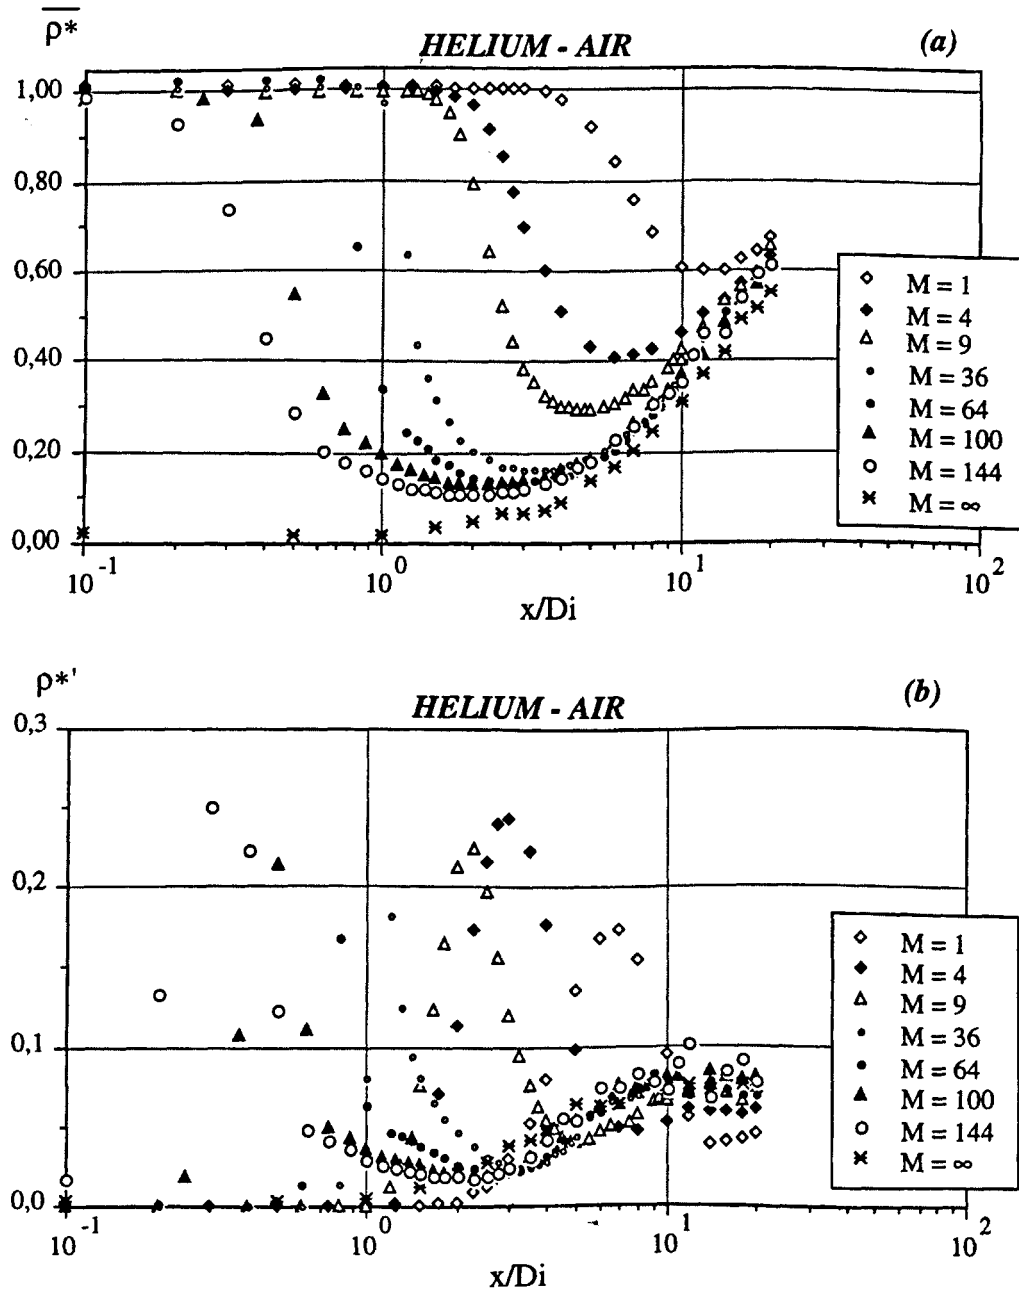 ρ*
HELIUM - AIR
(a)
1,00
0,80
0,60
0,40
0,20
0,00
10-1
100
101
102
x/Di
M = 1
M = 4
M = 9
M = 36
M = 64
M = 100
M = 144
M = ∞
ρ*'
HELIUM - AIR
(b)
0,3
0,2
0,1
0,0
10-1
100
101
102
x/Di
M = 1
M = 4
M = 9
M = 36
M = 64
M = 100
M = 144
M = ∞